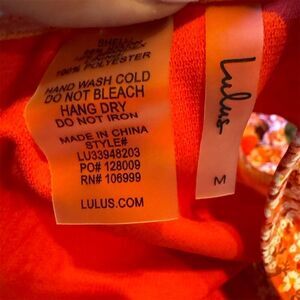 SHELL
100% POLYESTER
HAND WASH COLD
DO NOT BLEACH
HANG DRY
DO NOT IRON
MADE IN CHINA
STYLE#
LU33948203
PO# 128009
RN# 106999
LULUS.COM
Lulus
M